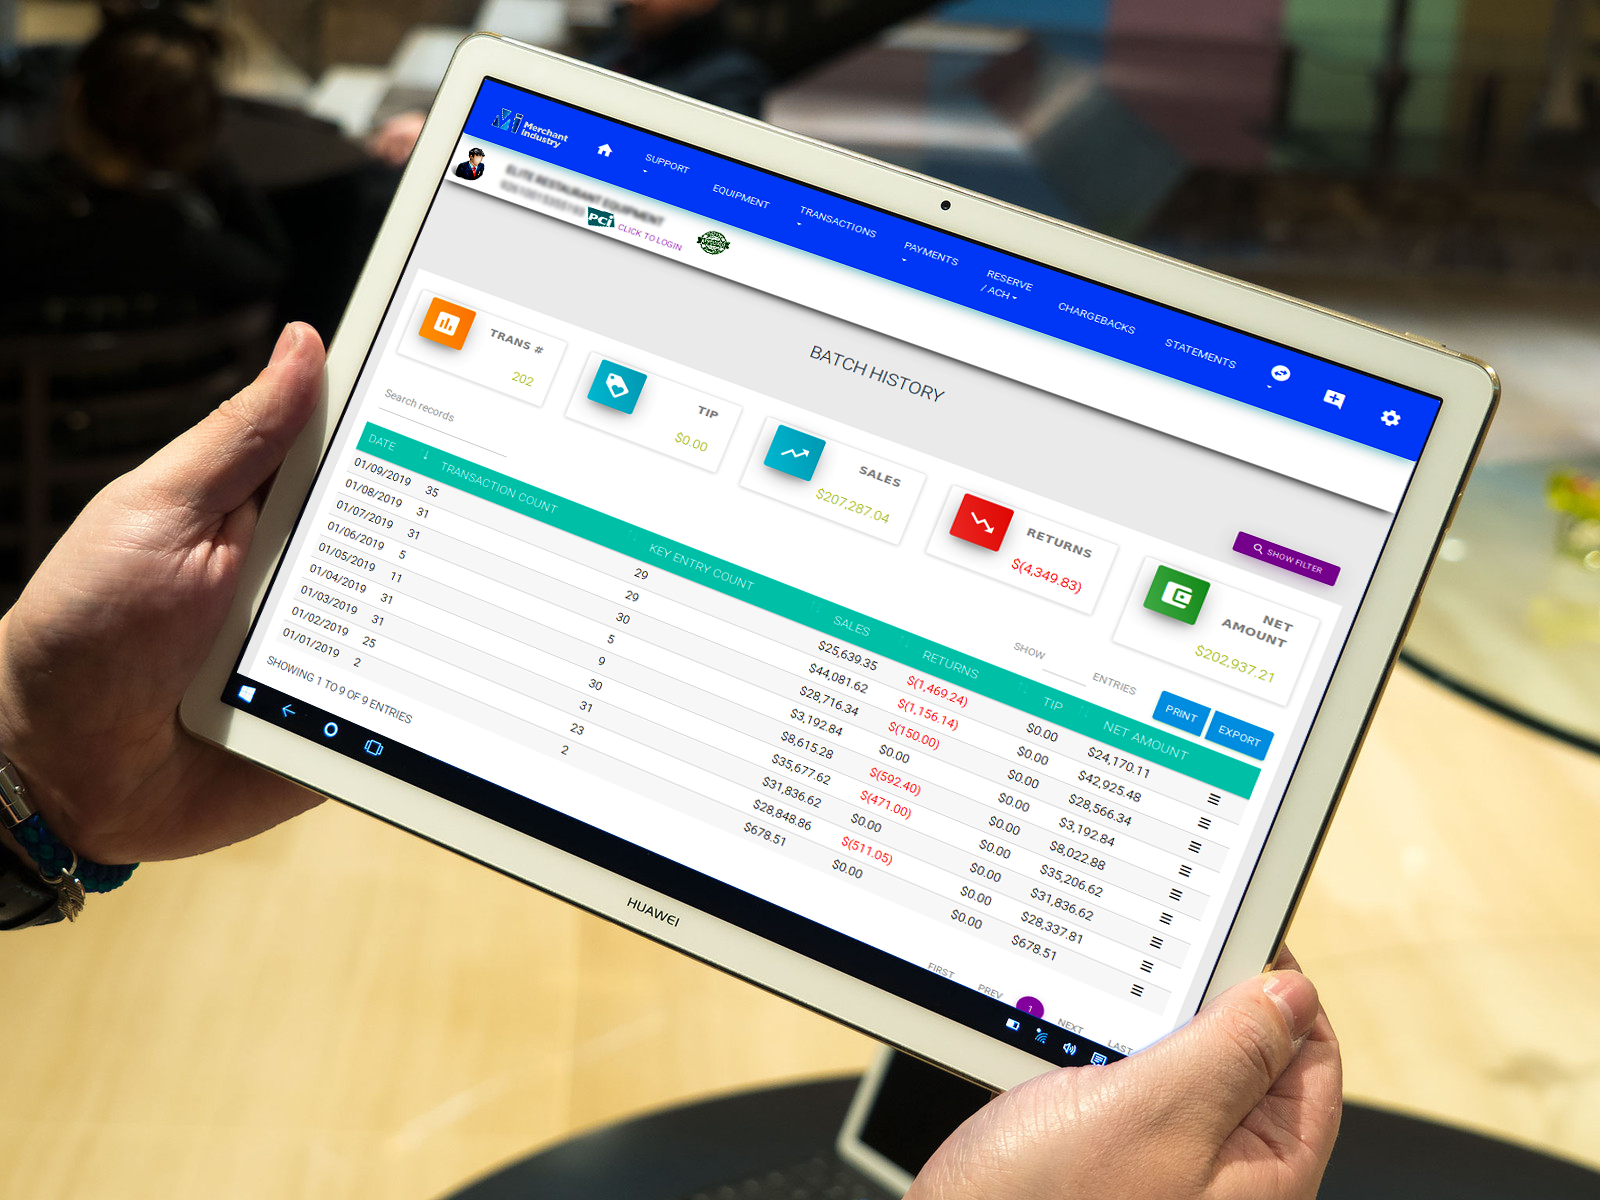 Merchant
Industry
SUPPORT
EQUIPMENT
TRANSACTIONS
PAYMENTS
RESERVE
/ ACH
CHARGEBACKS
STATEMENTS
ELITE RESTAURANT EQUIPMENT
PCI
CLICK TO LOGIN
BATCH HISTORY
SHOW FILTER
TRANS #
202
TIP
$0.00
SALES
$207,287.04
RETURNS
$(4,349.83)
NET
AMOUNT
$202,937.21
Search records
SHOW
ENTRIES
PRINT
EXPORT
DATE TRANSACTION COUNT KEY ENTRY COUNT SALES RETURNS TIP NET AMOUNT
01/09/2019 35 29 $25,639.35 $(1,469.24) $0.00 $24,170.11
01/08/2019 31 29 $44,081.62 $(1,156.14) $0.00 $42,925.48
01/07/2019 31 30 $28,716.34 $(150.00) $0.00 $28,566.34
01/06/2019 5 5 $3,192.84 $0.00 $0.00 $3,192.84
01/05/2019 11 9 $8,615.28 $(592.40) $0.00 $8,022.88
01/04/2019 31 30 $35,677.62 $(471.00) $0.00 $35,206.62
01/03/2019 31 31 $31,836.62 $0.00 $0.00 $31,836.62
01/02/2019 25 23 $28,848.86 $(511.05) $0.00 $28,337.81
01/01/2019 2 2 $678.51 $0.00 $0.00 $678.51
SHOWING 1 TO 9 OF 9 ENTRIES
FIRST
PREV
1
NEXT
LAST
HUAWEI